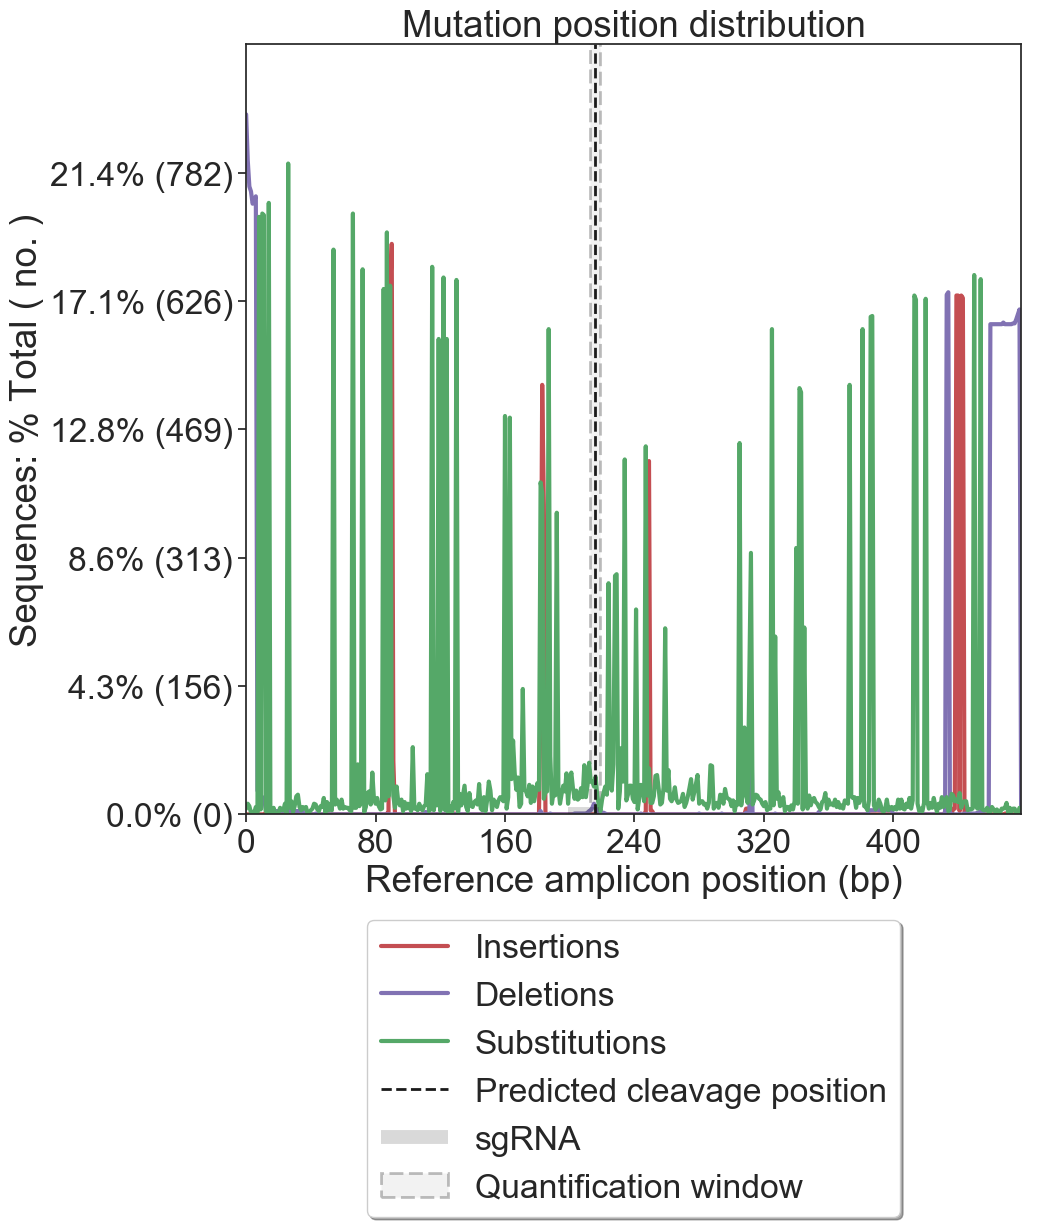 Mutation position distribution
Sequences: % Total ( no. )
21.4% (782)
17.1% (626)
12.8% (469)
8.6% (313)
4.3% (156)
0.0% (0)
0 80 160 240 320 400
Reference amplicon position (bp)
Insertions
Deletions
Substitutions
Predicted cleavage position
sgRNA
Quantification window